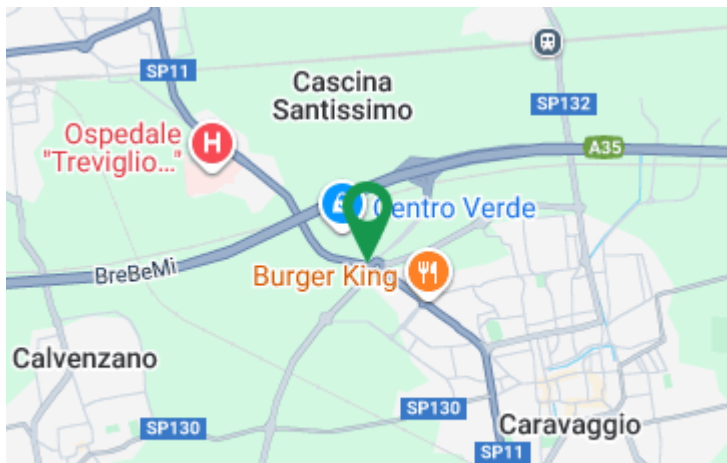 SP11
Cascina
Santissimo
SP132
Ospedale
"Treviglio..."
H
A35
Centro Verde
BreBeMi
Burger King
Calvenzano
SP130
SP130
Caravaggio
SP11